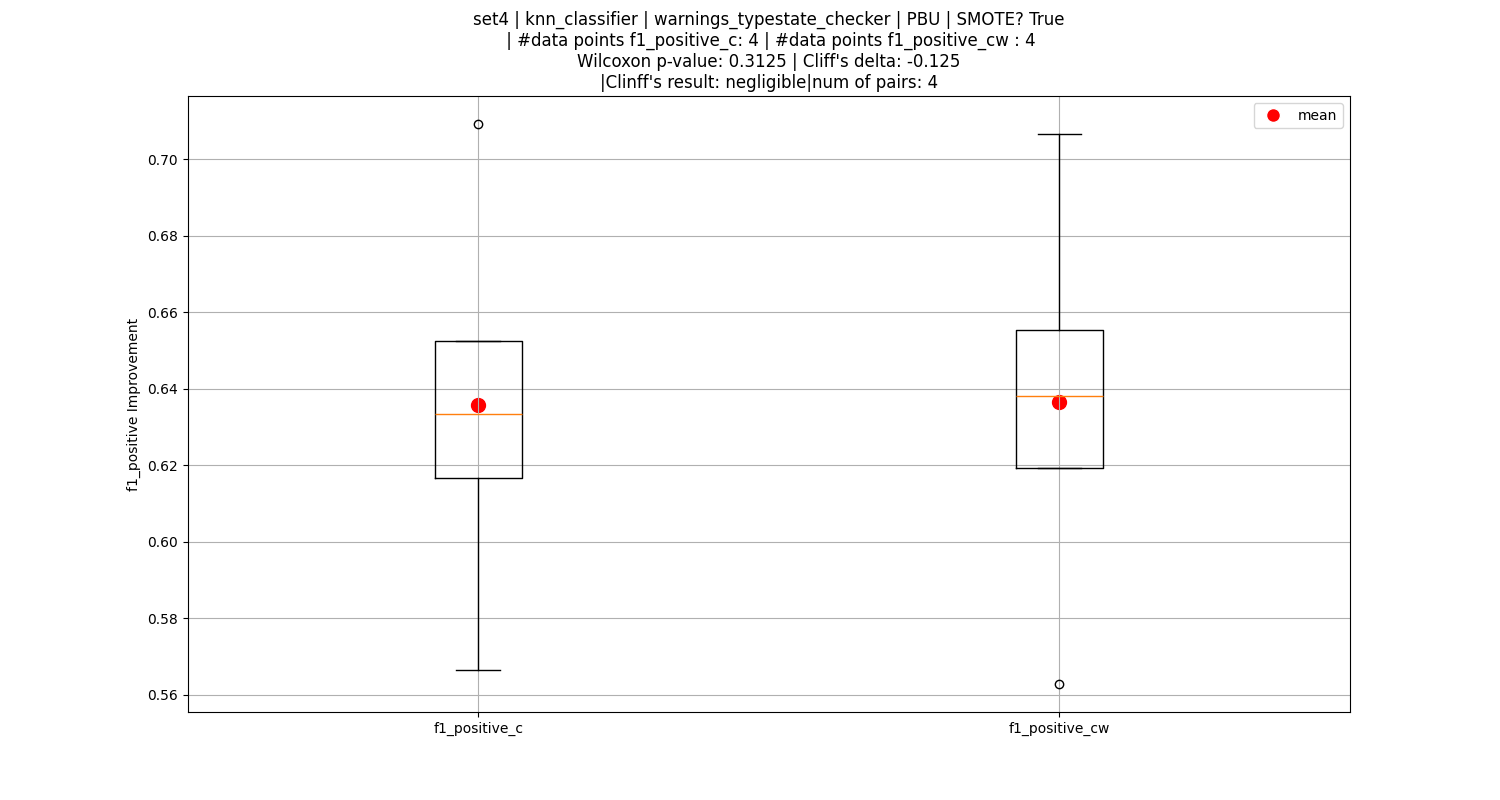 set4 | knn_classifier | warnings_typestate_checker | PBU | SMOTE? True
| #data points f1_positive_c: 4 | #data points f1_positive_cw : 4
Wilcoxon p-value: 0.3125 | Cliff's delta: -0.125
|Clinff's result: negligible|num of pairs: 4
mean
0.70
0.68
0.66
0.64
0.62
0.60
0.58
0.56
f1_positive Improvement
f1_positive_c
f1_positive_cw